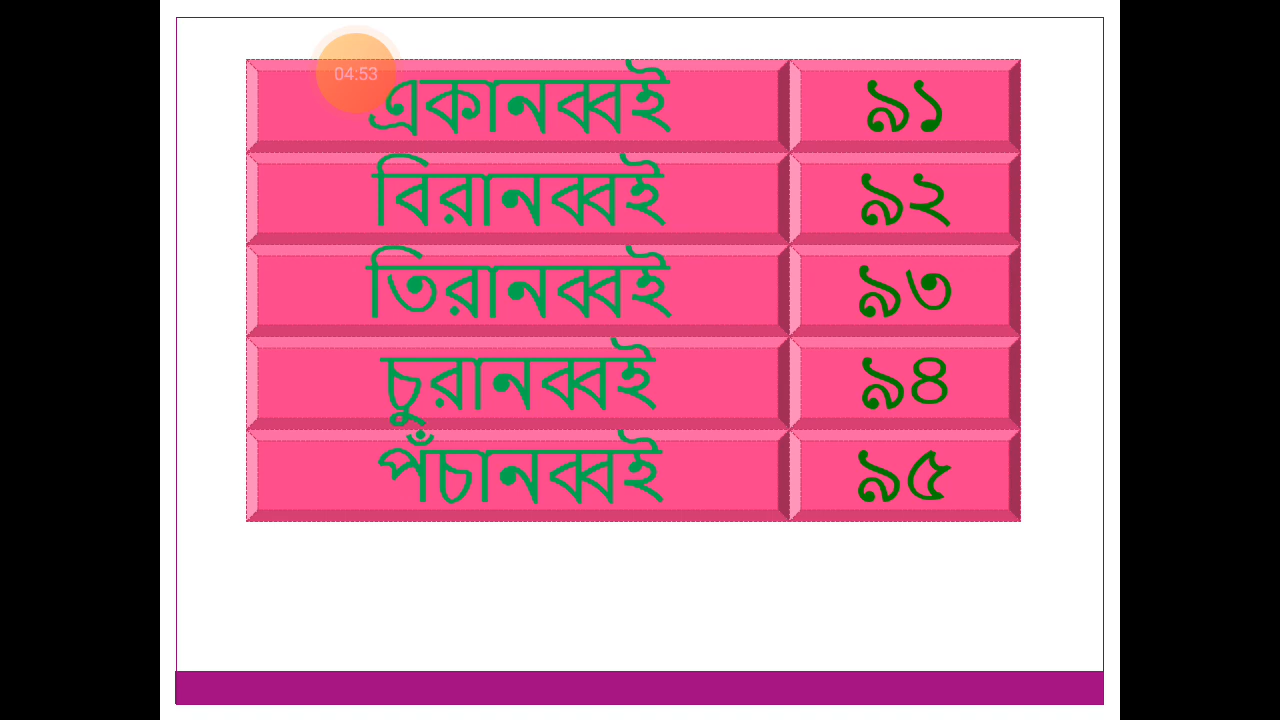 04:53
একানব্বই ৯১
বিরানব্বই ৯২
তিরানব্বই ৯৩
চুরানব্বই ৯৪
পঁচানব্বই ৯৫